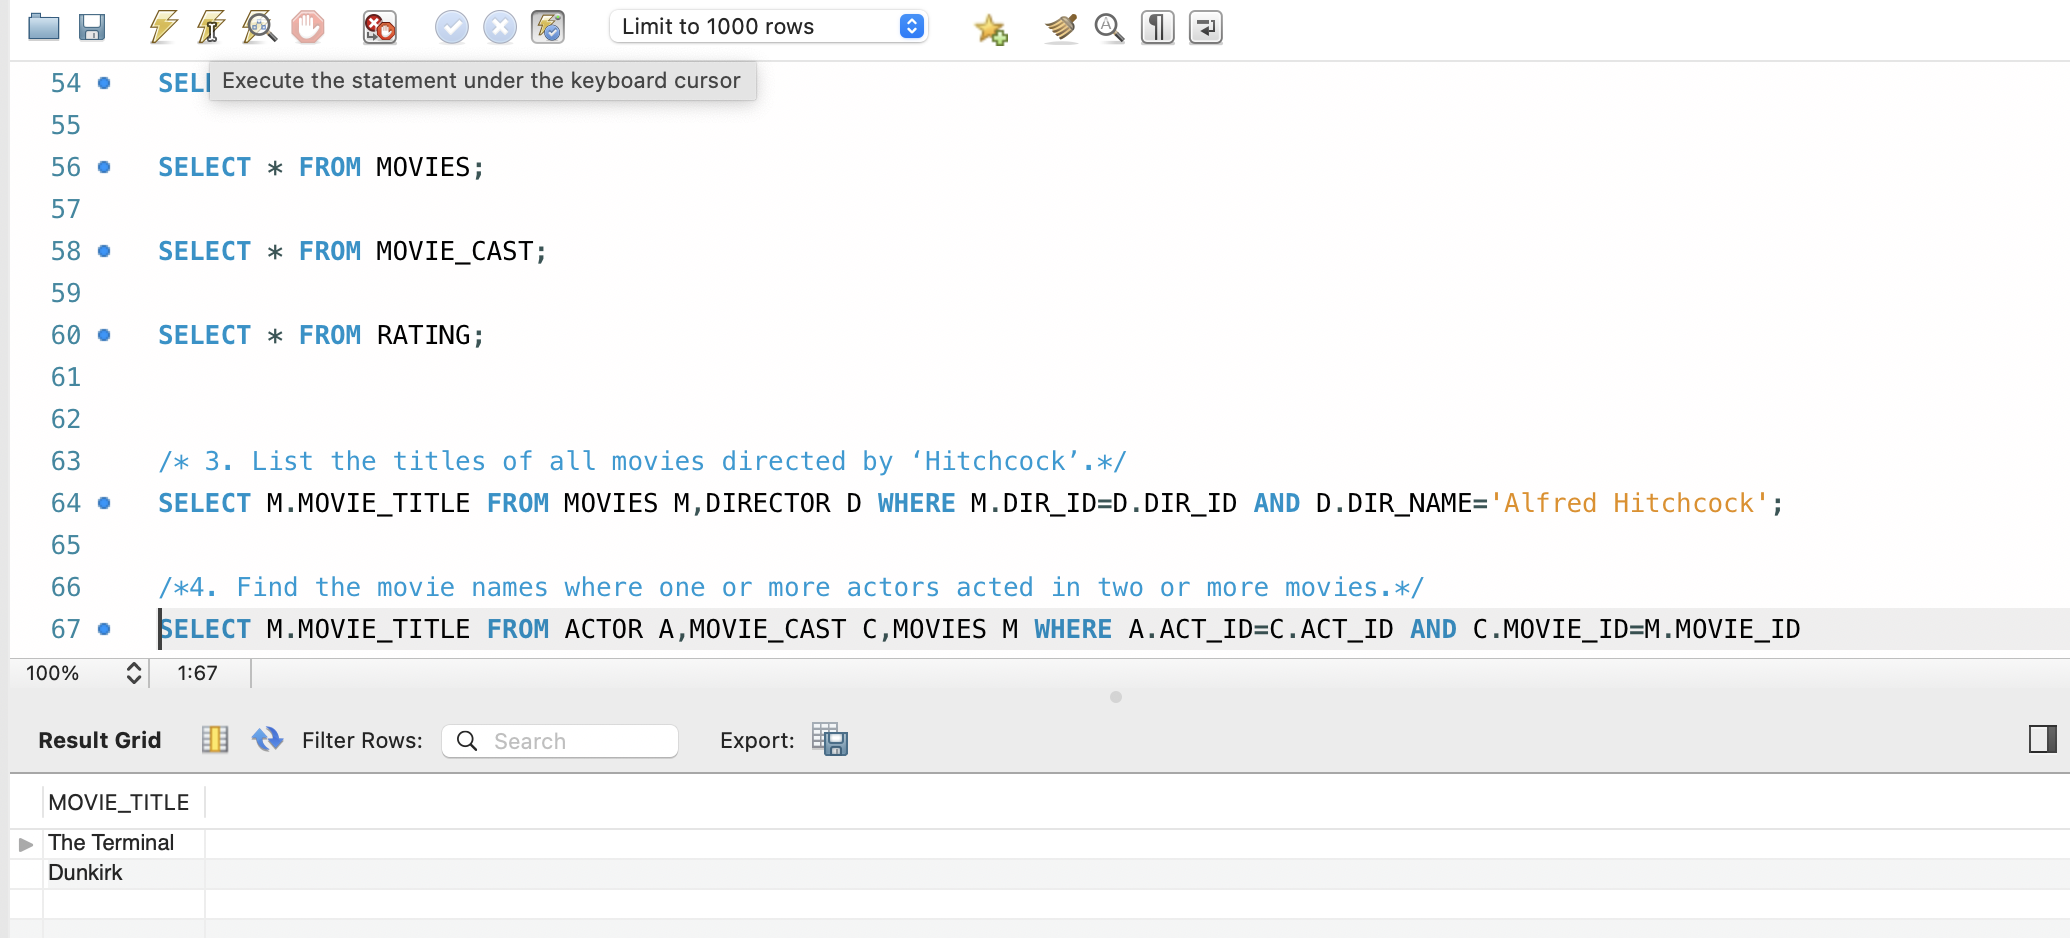 Limit to 1000 rows
54 SEL
Execute the statement under the keyboard cursor
55
56 SELECT * FROM MOVIES;
57
58 SELECT * FROM MOVIE_CAST;
59
60 SELECT * FROM RATING;
61
62
63 /* 3. List the titles of all movies directed by ‘Hitchcock’.*/
64 SELECT M.MOVIE_TITLE FROM MOVIES M,DIRECTOR D WHERE M.DIR_ID=D.DIR_ID AND D.DIR_NAME='Alfred Hitchcock';
65
66 /*4. Find the movie names where one or more actors acted in two or more movies.*/
67 SELECT M.MOVIE_TITLE FROM ACTOR A,MOVIE_CAST C,MOVIES M WHERE A.ACT_ID=C.ACT_ID AND C.MOVIE_ID=M.MOVIE_ID
100% 1:67
Result Grid Filter Rows: Search Export:
MOVIE_TITLE
The Terminal
Dunkirk